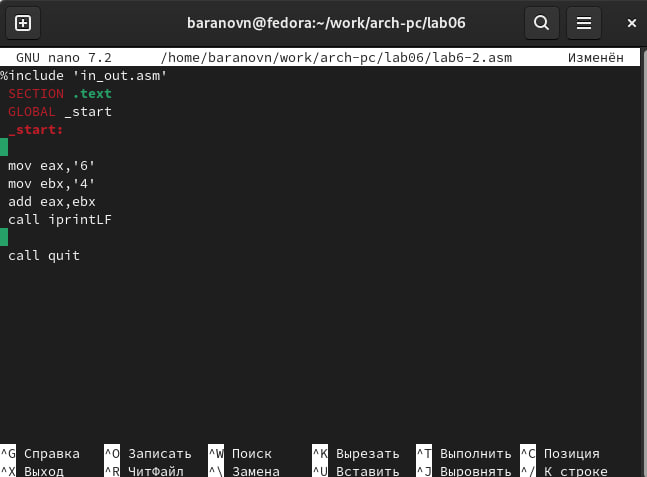 baranovn@fedora:~/work/arch-pc/lab06
GNU nano 7.2 /home/baranovn/work/arch-pc/lab06/lab6-2.asm Изменён
%include 'in_out.asm'
SECTION .text
GLOBAL _start
_start:
mov eax,'6'
mov ebx,'4'
add eax,ebx
call iprintLF
call quit
^G Справка ^O Записать ^W Поиск ^K Вырезать ^T Выполнить ^C Позиция
^X Выход ^R ЧитФайл ^\ Замена ^U Вставить ^J Выровнять ^/ К строке